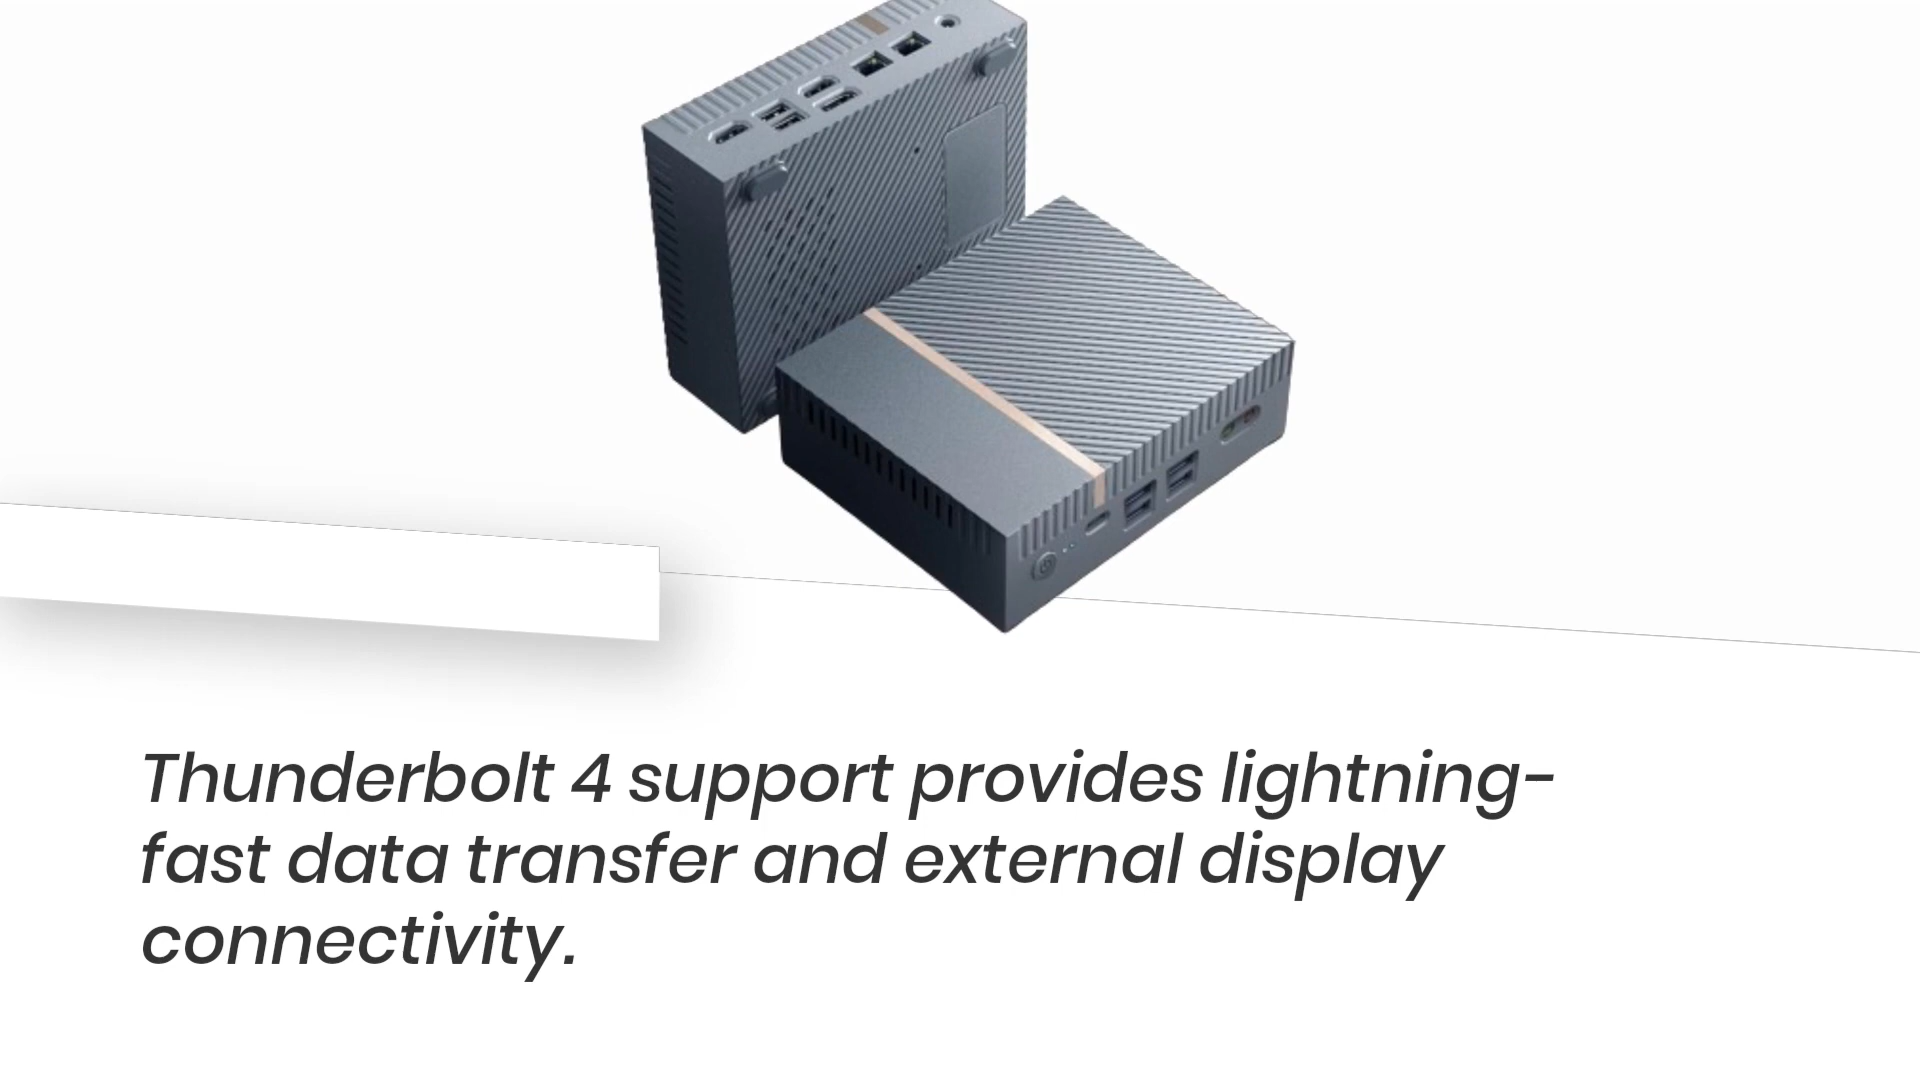 Thunderbolt 4 support provides lightning-
fast data transfer and external display
connectivity.